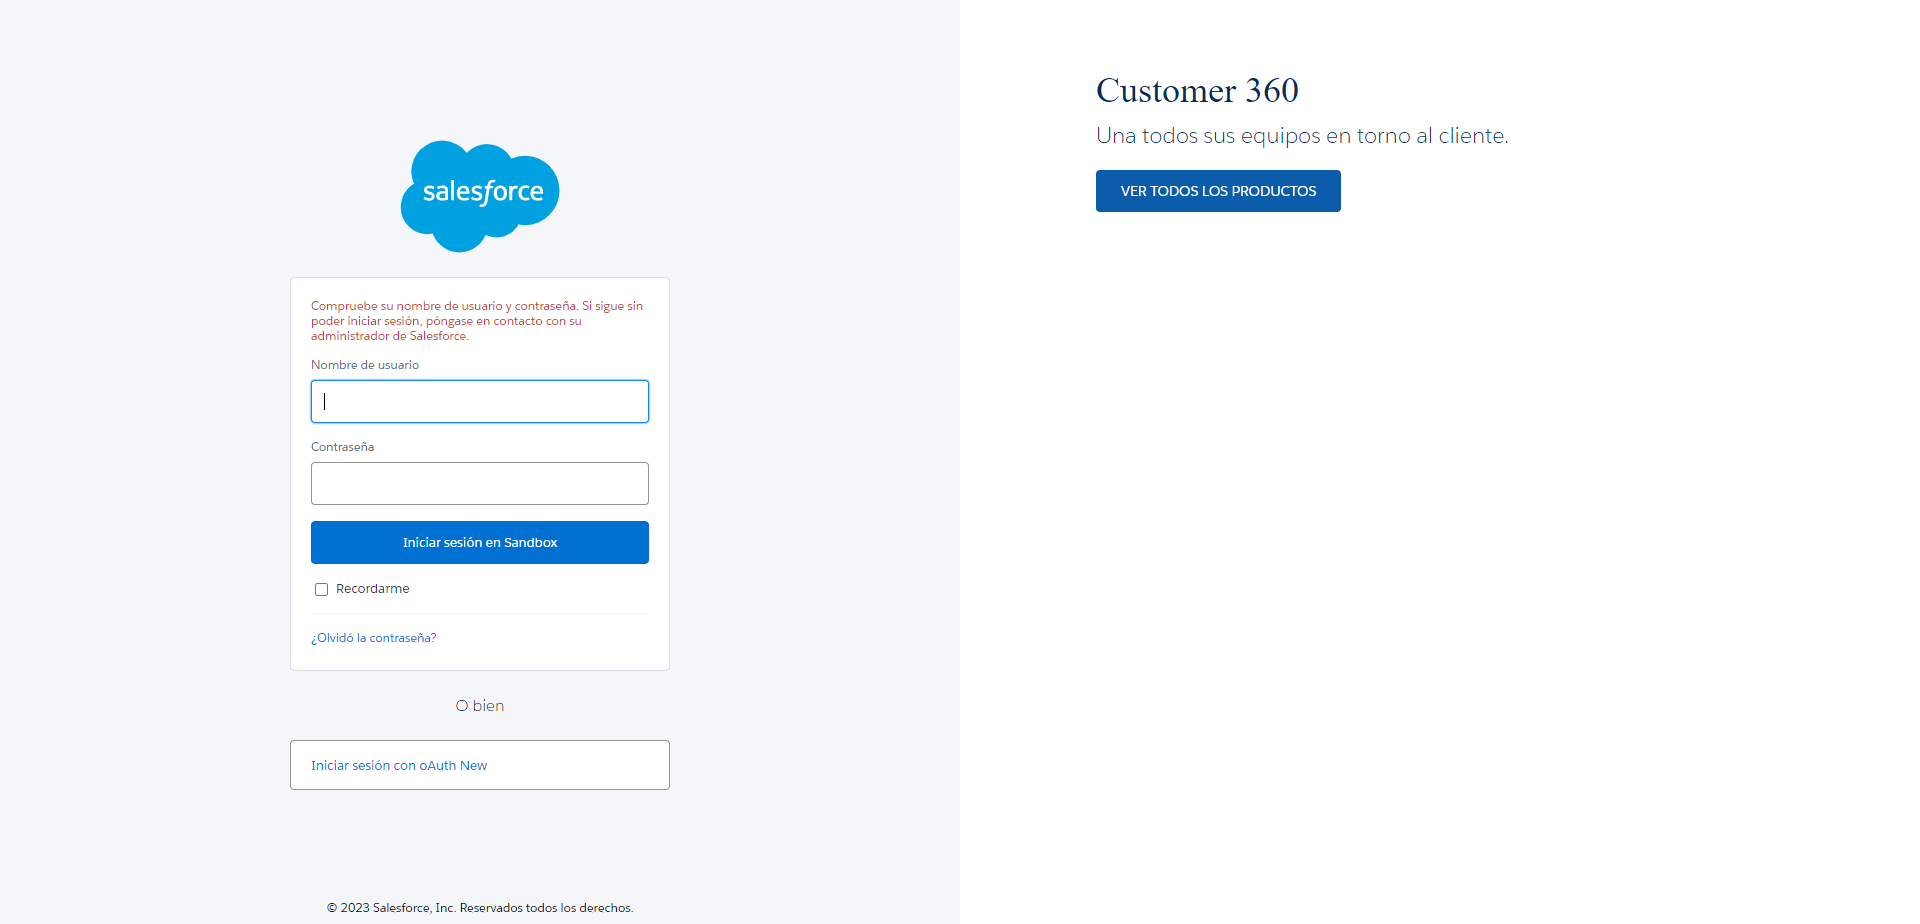 salesforce
Compruebe su nombre de usuario y contraseña. Si sigue sin
poder iniciar sesión, póngase en contacto con su
administrador de Salesforce.
Nombre de usuario
Contraseña
Iniciar sesión en Sandbox
Recordarme
¿Olvidó la contraseña?
O bien
Iniciar sesión con oAuth New
© 2023 Salesforce, Inc. Reservados todos los derechos.
Customer 360
Una todos sus equipos en torno al cliente.
VER TODOS LOS PRODUCTOS